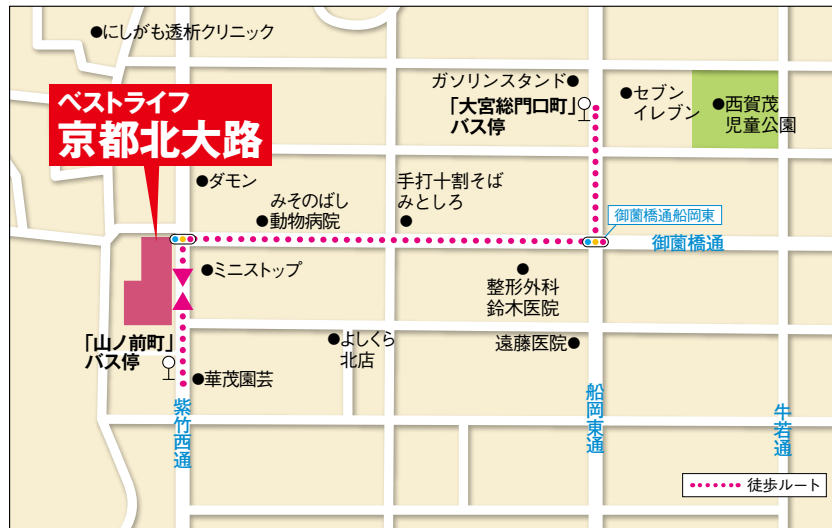 にしがも透析クリニック
ベストライフ
京都北大路
ガソリンスタンド
「大宮総門口町」
バス停
セブン
イレブン
西賀茂
児童公園
ダモン
みそのばし
動物病院
手打十割そば
みとしろ
御薗橋通船岡東
御薗橋通
ミニストップ
整形外科
鈴木医院
「山ノ前町」
バス停
よしくら
北店
遠藤医院
華茂園芸
紫竹西通
船岡東通
牛若通
徒歩ルート